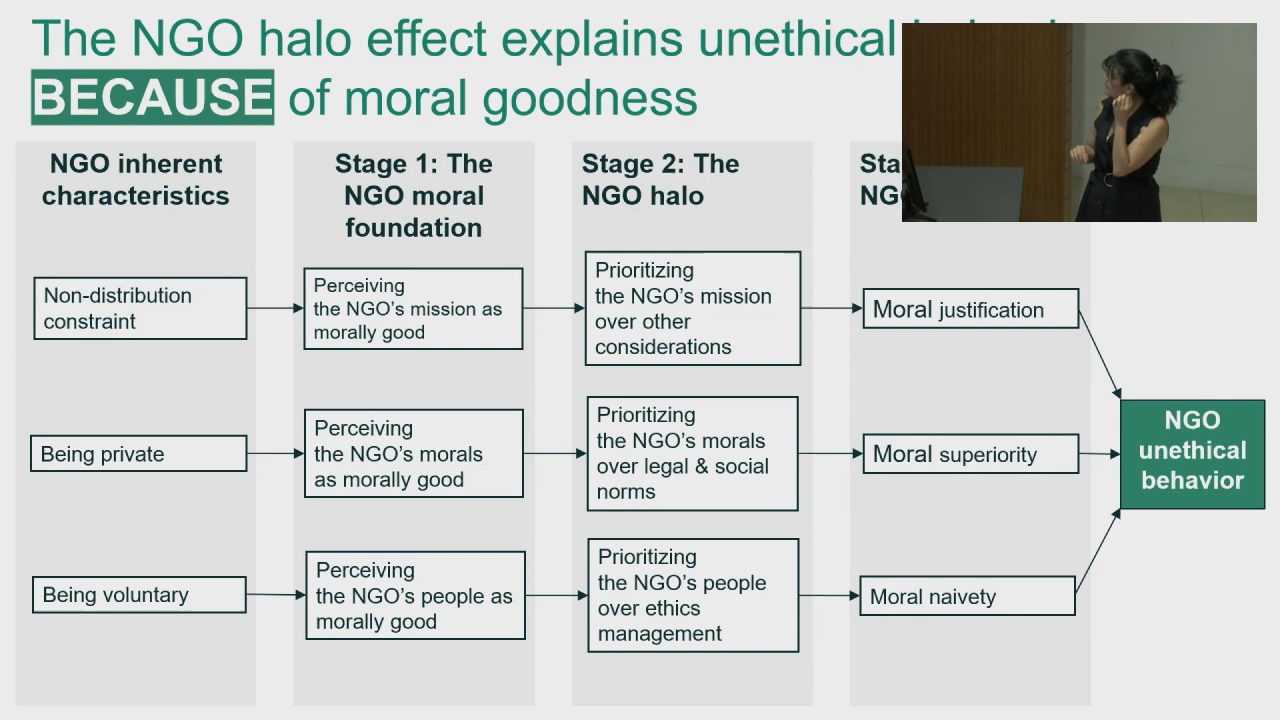 The NGO halo effect explains unethical
BECAUSE of moral goodness
NGO inherent
characteristics
Stage 1: The
NGO moral
foundation
Stage 2: The
NGO halo
Non-distribution
constraint
Perceiving
the NGO's mission as
morally good
Prioritizing
the NGO's mission
over other
considerations
Moral justification
Being private
Perceiving
the NGO's morals
as morally good
Prioritizing
the NGO's morals
over legal & social
norms
Moral superiority
NGO
unethical
behavior
Being voluntary
Perceiving
the NGO's people as
morally good
Prioritizing
the NGO's people
over ethics
management
Moral naivety